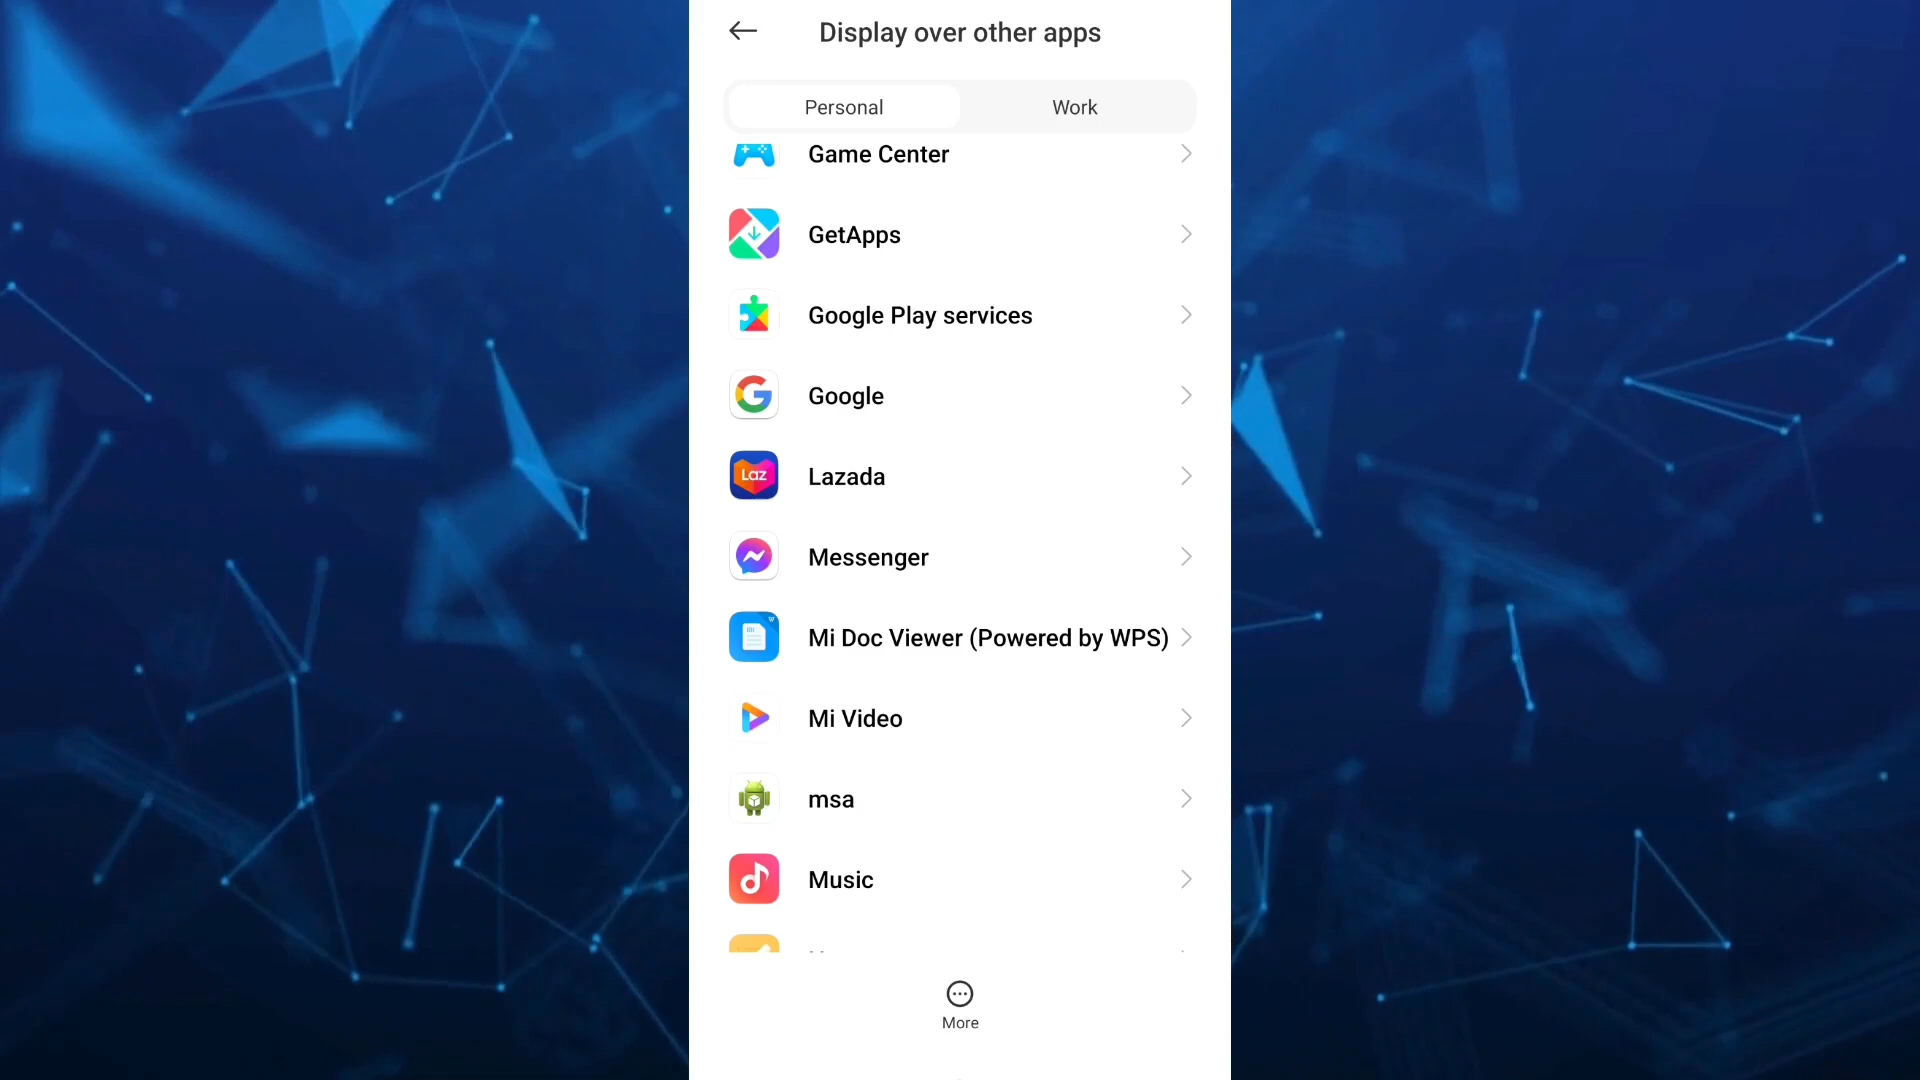 Display over other apps
Personal
Work
Game Center
GetApps
Google Play services
Google
Laz
Lazada
Messenger
Mi Doc Viewer (Powered by WPS)
Mi Video
msa
Music
More